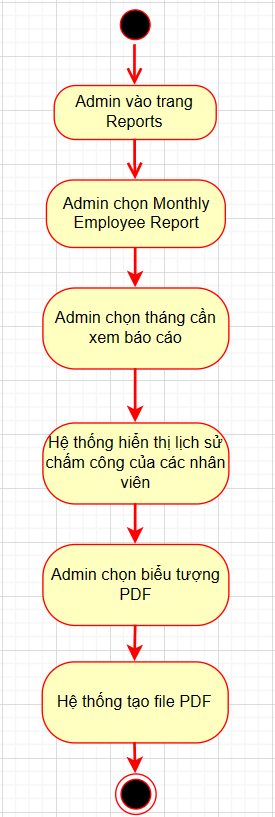 Admin vào trang
Reports
Admin chọn Monthly
Employee Report
Admin chọn tháng cần
xem báo cáo
Hệ thống hiển thị lịch sử
chấm công của các nhân
viên
Admin chọn biểu tượng
PDF
Hệ thống tạo file PDF